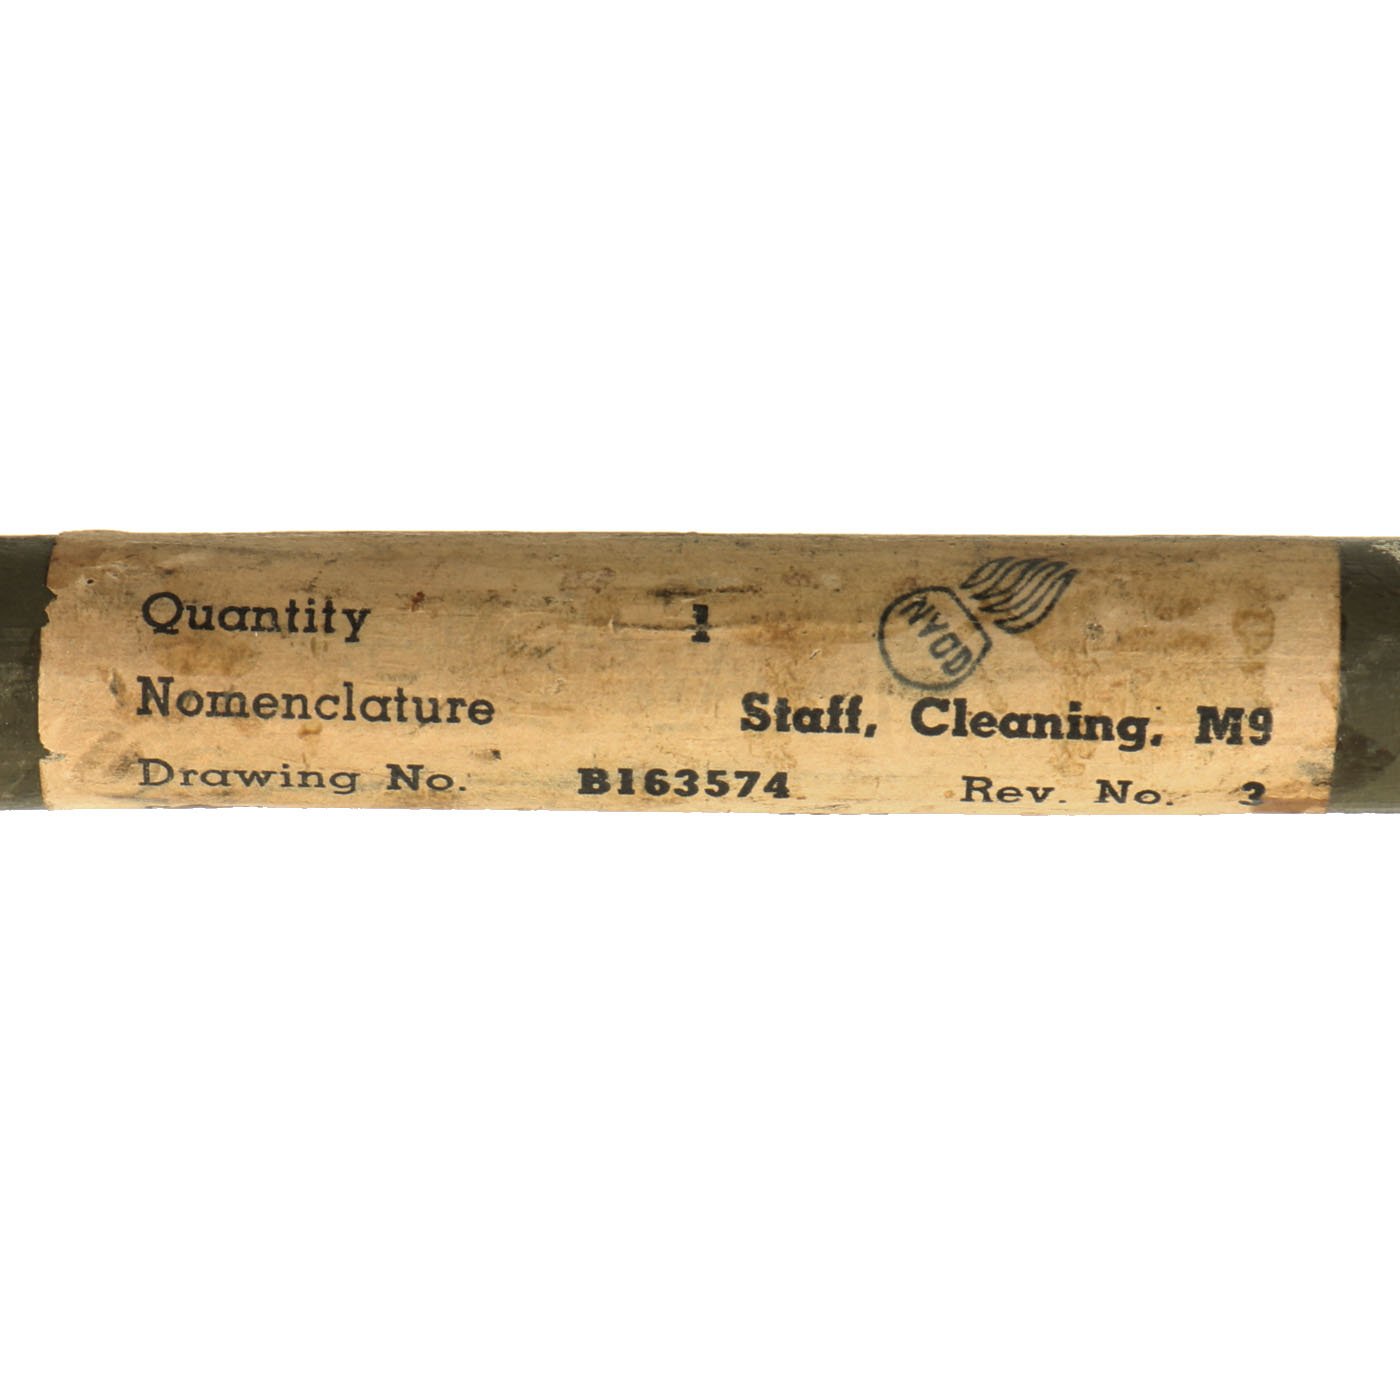 Quantity 1
NYOD
Nomenclature Staff, Cleaning, M9
Drawing No. B163574 Rev. No. 3